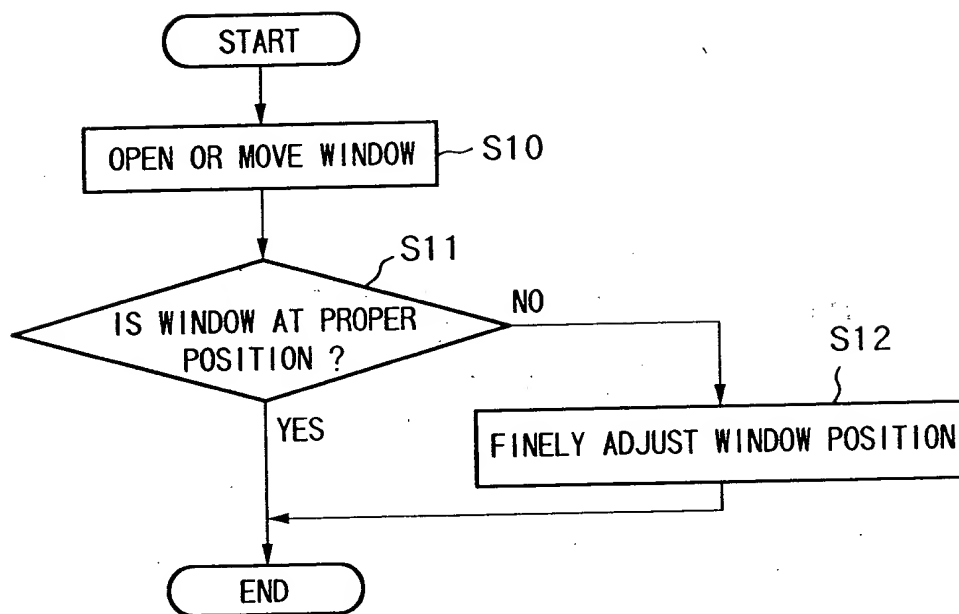 START
OPEN OR MOVE WINDOW
S10
S11
IS WINDOW AT PROPER
POSITION ?
NO
S12
YES
FINELY ADJUST WINDOW POSITION
END